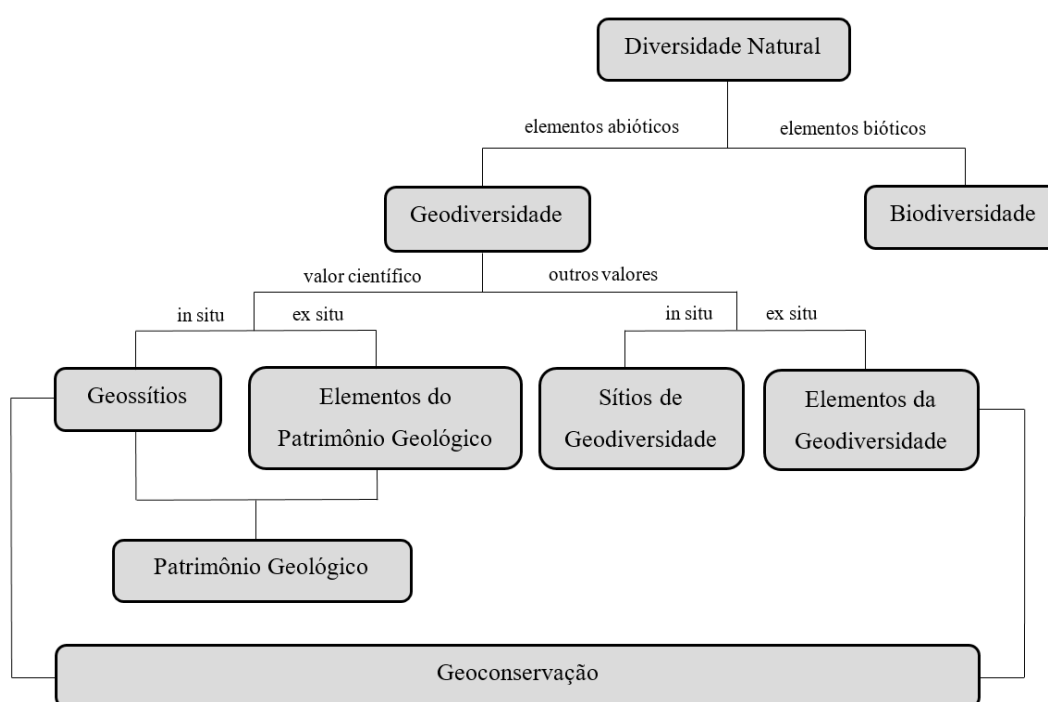 Diversidade Natural
elementos abióticos
elementos bióticos
Geodiversidade
Biodiversidade
valor científico
outros valores
in situ
ex situ
in situ
ex situ
Geossítios
Elementos do
Patrimônio Geológico
Sítios de
Geodiversidade
Elementos da
Geodiversidade
Patrimônio Geológico
Geoconservação